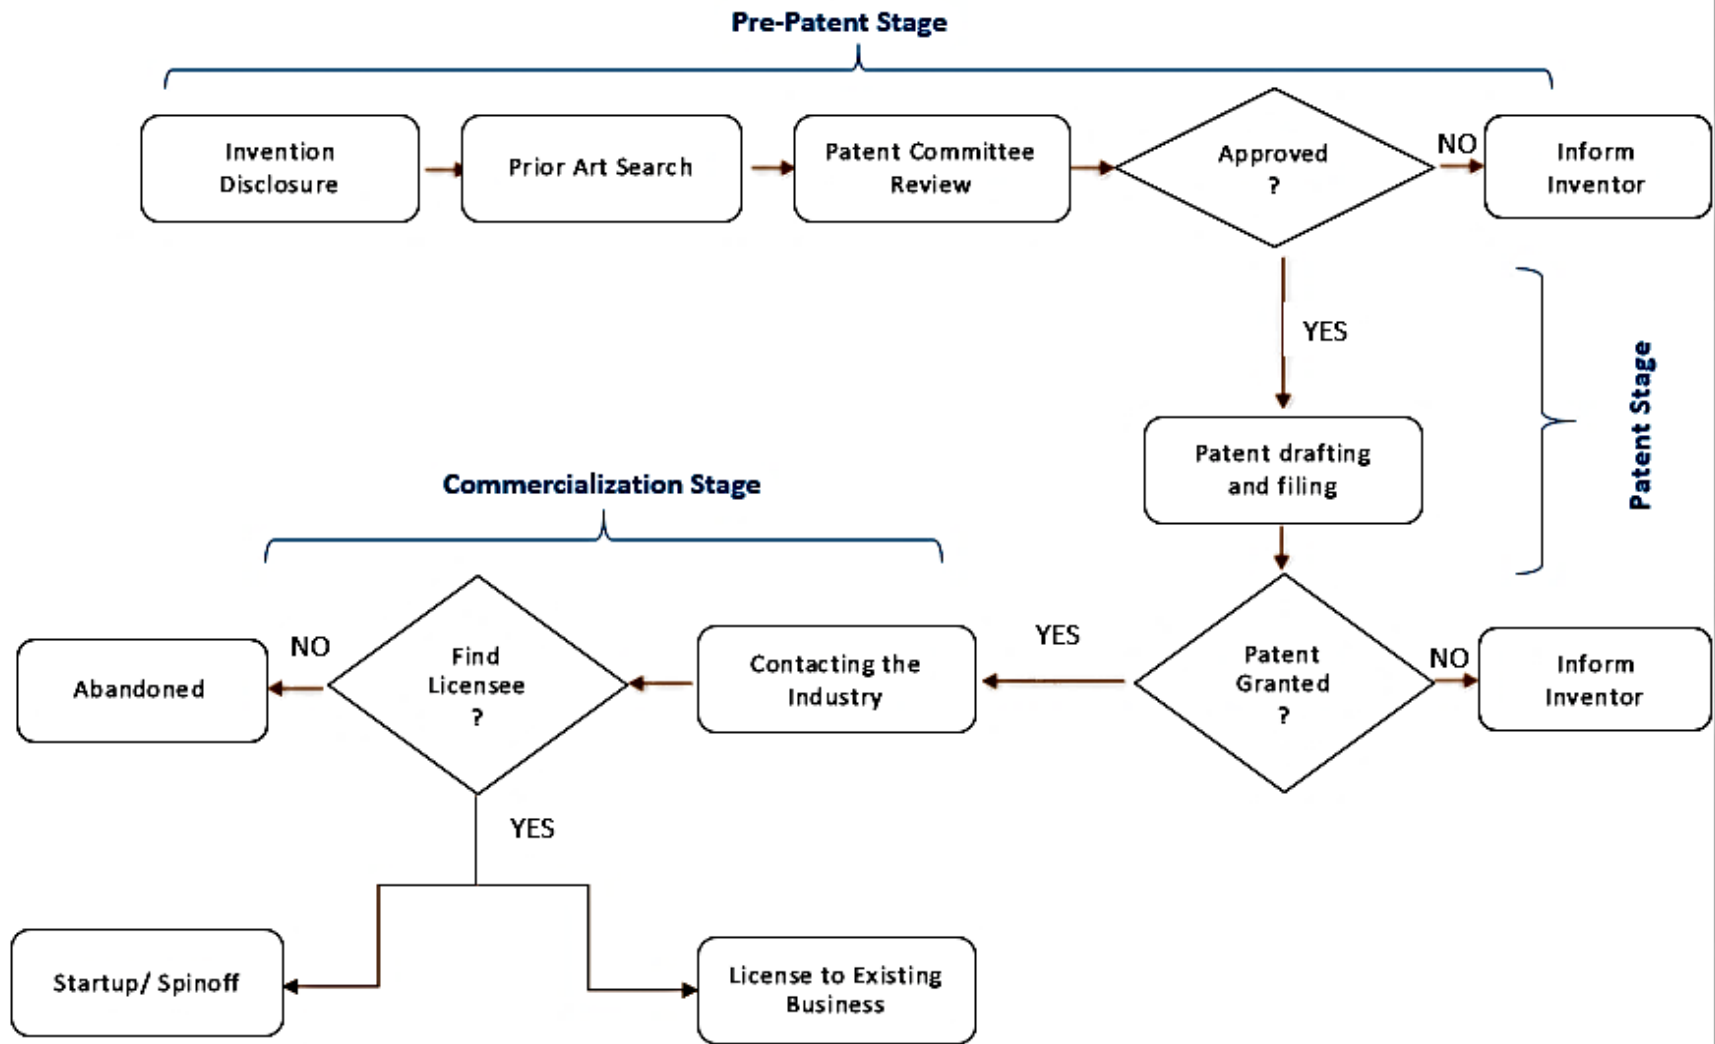 Pre-Patent Stage
Invention
Disclosure
Prior Art Search
Patent Committee
Review
Approved
?
NO
Inform
Inventor
YES
Patent Stage
Patent drafting
and filing
Commercialization Stage
Abandoned
NO
Find
Licensee
?
Contacting the
Industry
YES
Patent
Granted
?
NO
Inform
Inventor
YES
Startup/ Spinoff
License to Existing
Business